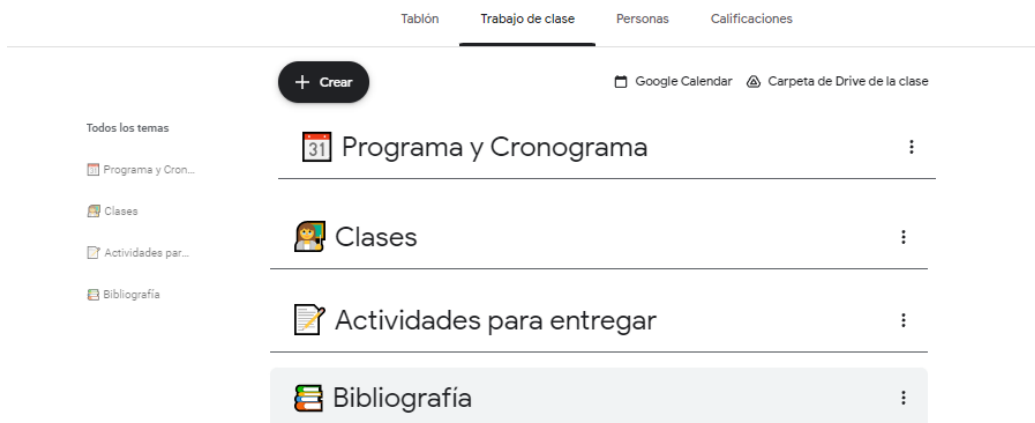 Tablón Trabajo de clase Personas Calificaciones
+ Crear
Google Calendar Carpeta de Drive de la clase
Todos los temas
31 Programa y Cron...
Clases
Actividades par...
Bibliografía
31 Programa y Cronograma
Clases
Actividades para entregar
Bibliografía